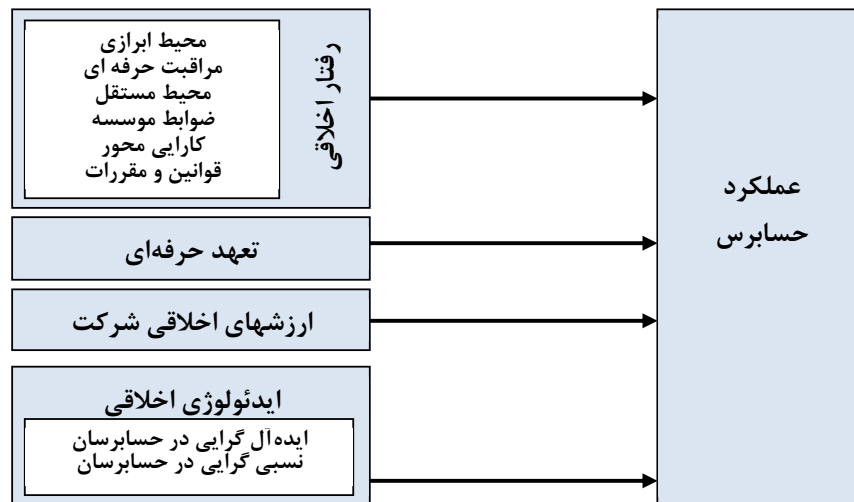 محیط ابرازی
مراقبت حرفه ای
محیط مستقل
ضوابط موسسه
کارایی محور
قوانین و مقررات
رفتار اخلاقی
تعهد حرفه‌ای
ارزشهای اخلاقی شرکت
ایدئولوژی اخلاقی
ایده‌آل گرایی در حسابرسان
نسبی گرایی در حسابرسان
عملکرد
حسابرس